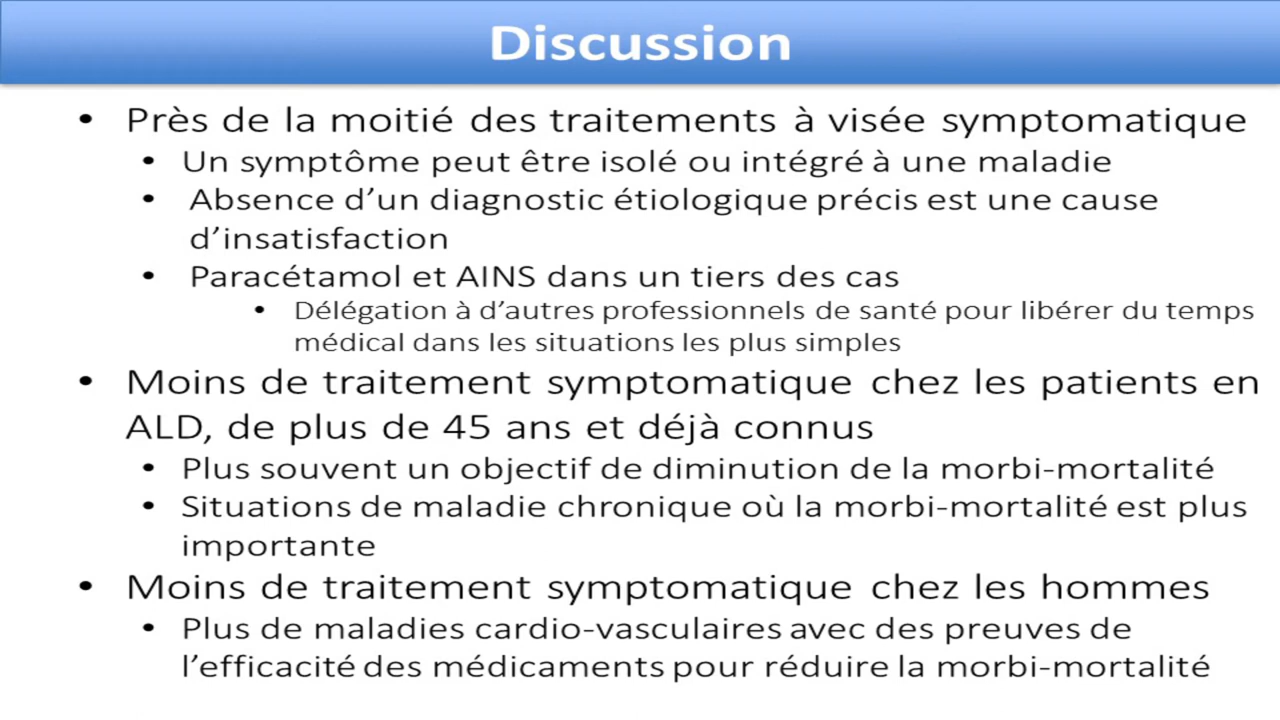 Discussion
• Près de la moitié des traitements à visée symptomatique
• Un symptôme peut être isolé ou intégré à une maladie
• Absence d’un diagnostic étiologique précis est une cause
d’insatisfaction
• Paracétamol et AINS dans un tiers des cas
• Délégation à d’autres professionnels de santé pour libérer du temps
médical dans les situations les plus simples
• Moins de traitement symptomatique chez les patients en
ALD, de plus de 45 ans et déjà connus
• Plus souvent un objectif de diminution de la morbi-mortalité
• Situations de maladie chronique où la morbi-mortalité est plus
importante
• Moins de traitement symptomatique chez les hommes
• Plus de maladies cardio-vasculaires avec des preuves de
l’efficacité des médicaments pour réduire la morbi-mortalité